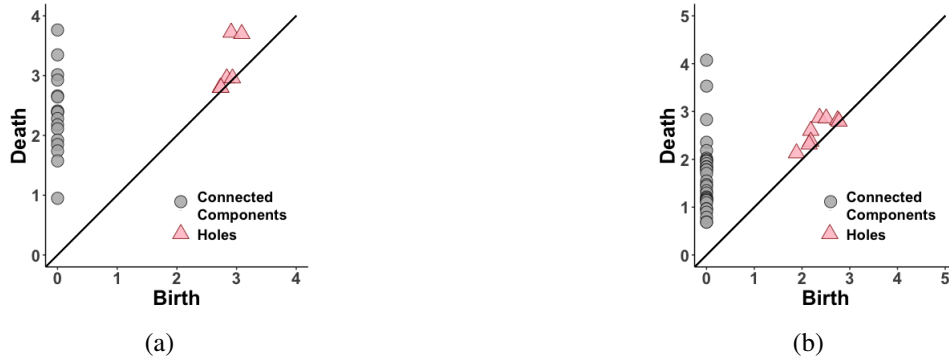 4
3
2
1
0
Death
0 1 2 3 4
Birth
Connected
Components
Holes
(a)
5
4
3
2
1
0
Death
0 1 2 3 4 5
Birth
Connected
Components
Holes
(b)